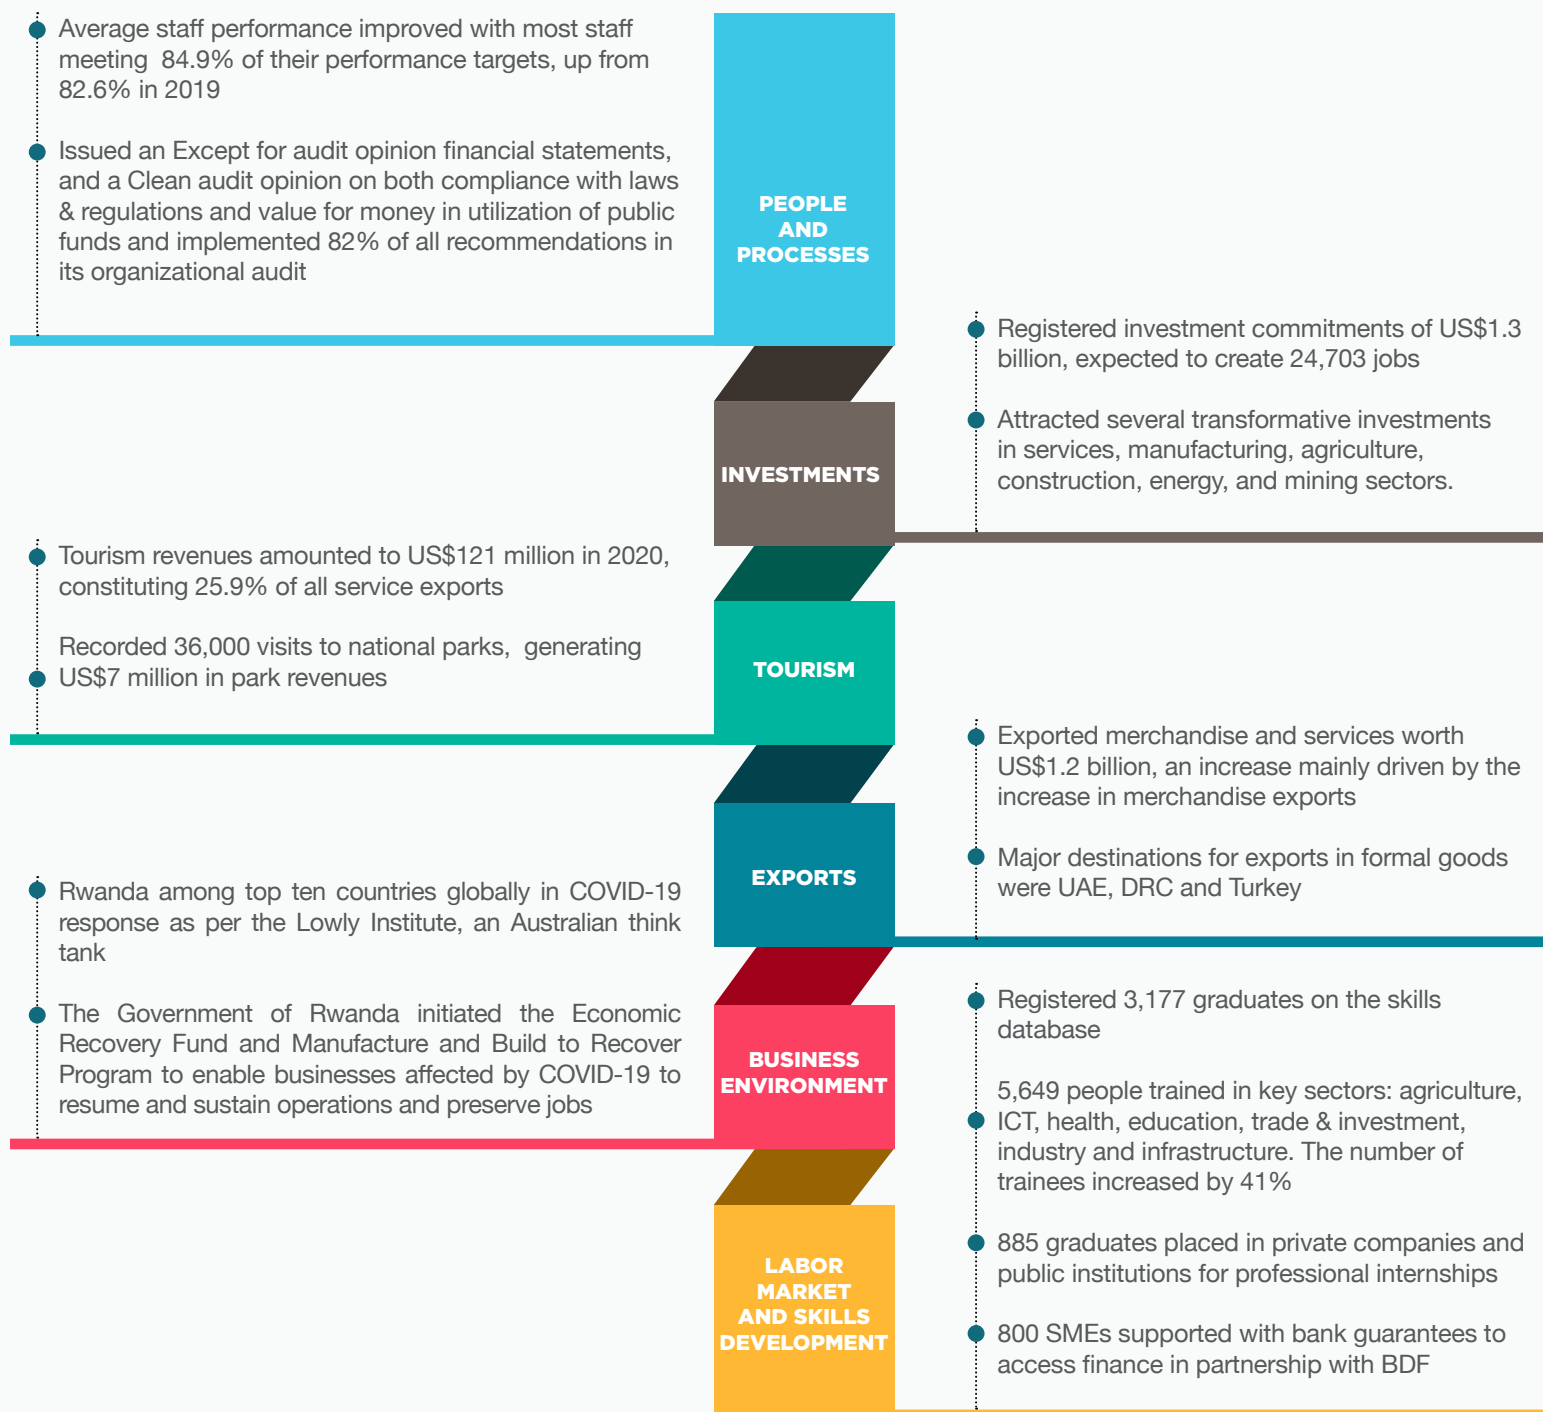 Average staff performance improved with most staff
meeting 84.9% of their performance targets, up from
82.6% in 2019
Issued an Except for audit opinion financial statements,
and a Clean audit opinion on both compliance with laws
& regulations and value for money in utilization of public
funds and implemented 82% of all recommendations in
its organizational audit
PEOPLE
AND
PROCESSES
Registered investment commitments of US$1.3
billion, expected to create 24,703 jobs
Attracted several transformative investments
in services, manufacturing, agriculture,
construction, energy, and mining sectors.
INVESTMENTS
Tourism revenues amounted to US$121 million in 2020,
constituting 25.9% of all service exports
Recorded 36,000 visits to national parks, generating
US$7 million in park revenues
TOURISM
Exported merchandise and services worth
US$1.2 billion, an increase mainly driven by the
increase in merchandise exports
Major destinations for exports in formal goods
were UAE, DRC and Turkey
EXPORTS
Rwanda among top ten countries globally in COVID-19
response as per the Lowly Institute, an Australian think
tank
The Government of Rwanda initiated the Economic
Recovery Fund and Manufacture and Build to Recover
Program to enable businesses affected by COVID-19 to
resume and sustain operations and preserve jobs
BUSINESS
ENVIRONMENT
Registered 3,177 graduates on the skills
database
5,649 people trained in key sectors: agriculture,
ICT, health, education, trade & investment,
industry and infrastructure. The number of
trainees increased by 41%
885 graduates placed in private companies and
public institutions for professional internships
800 SMEs supported with bank guarantees to
access finance in partnership with BDF
LABOR
MARKET
AND SKILLS
DEVELOPMENT